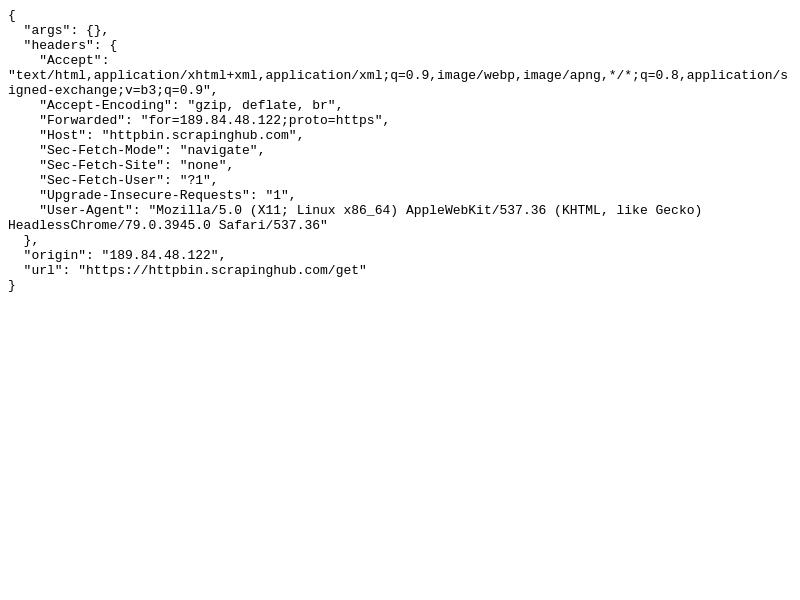 {
  "args": {},
  "headers": {
    "Accept":
"text/html,application/xhtml+xml,application/xml;q=0.9,image/webp,image/apng,*/*;q=0.8,application/s
igned-exchange;v=b3;q=0.9",
    "Accept-Encoding": "gzip, deflate, br",
    "Forwarded": "for=189.84.48.122;proto=https",
    "Host": "httpbin.scrapinghub.com",
    "Sec-Fetch-Mode": "navigate",
    "Sec-Fetch-Site": "none",
    "Sec-Fetch-User": "?1",
    "Upgrade-Insecure-Requests": "1",
    "User-Agent": "Mozilla/5.0 (X11; Linux x86_64) AppleWebKit/537.36 (KHTML, like Gecko)
HeadlessChrome/79.0.3945.0 Safari/537.36"
  },
  "origin": "189.84.48.122",
  "url": "https://httpbin.scrapinghub.com/get"
}